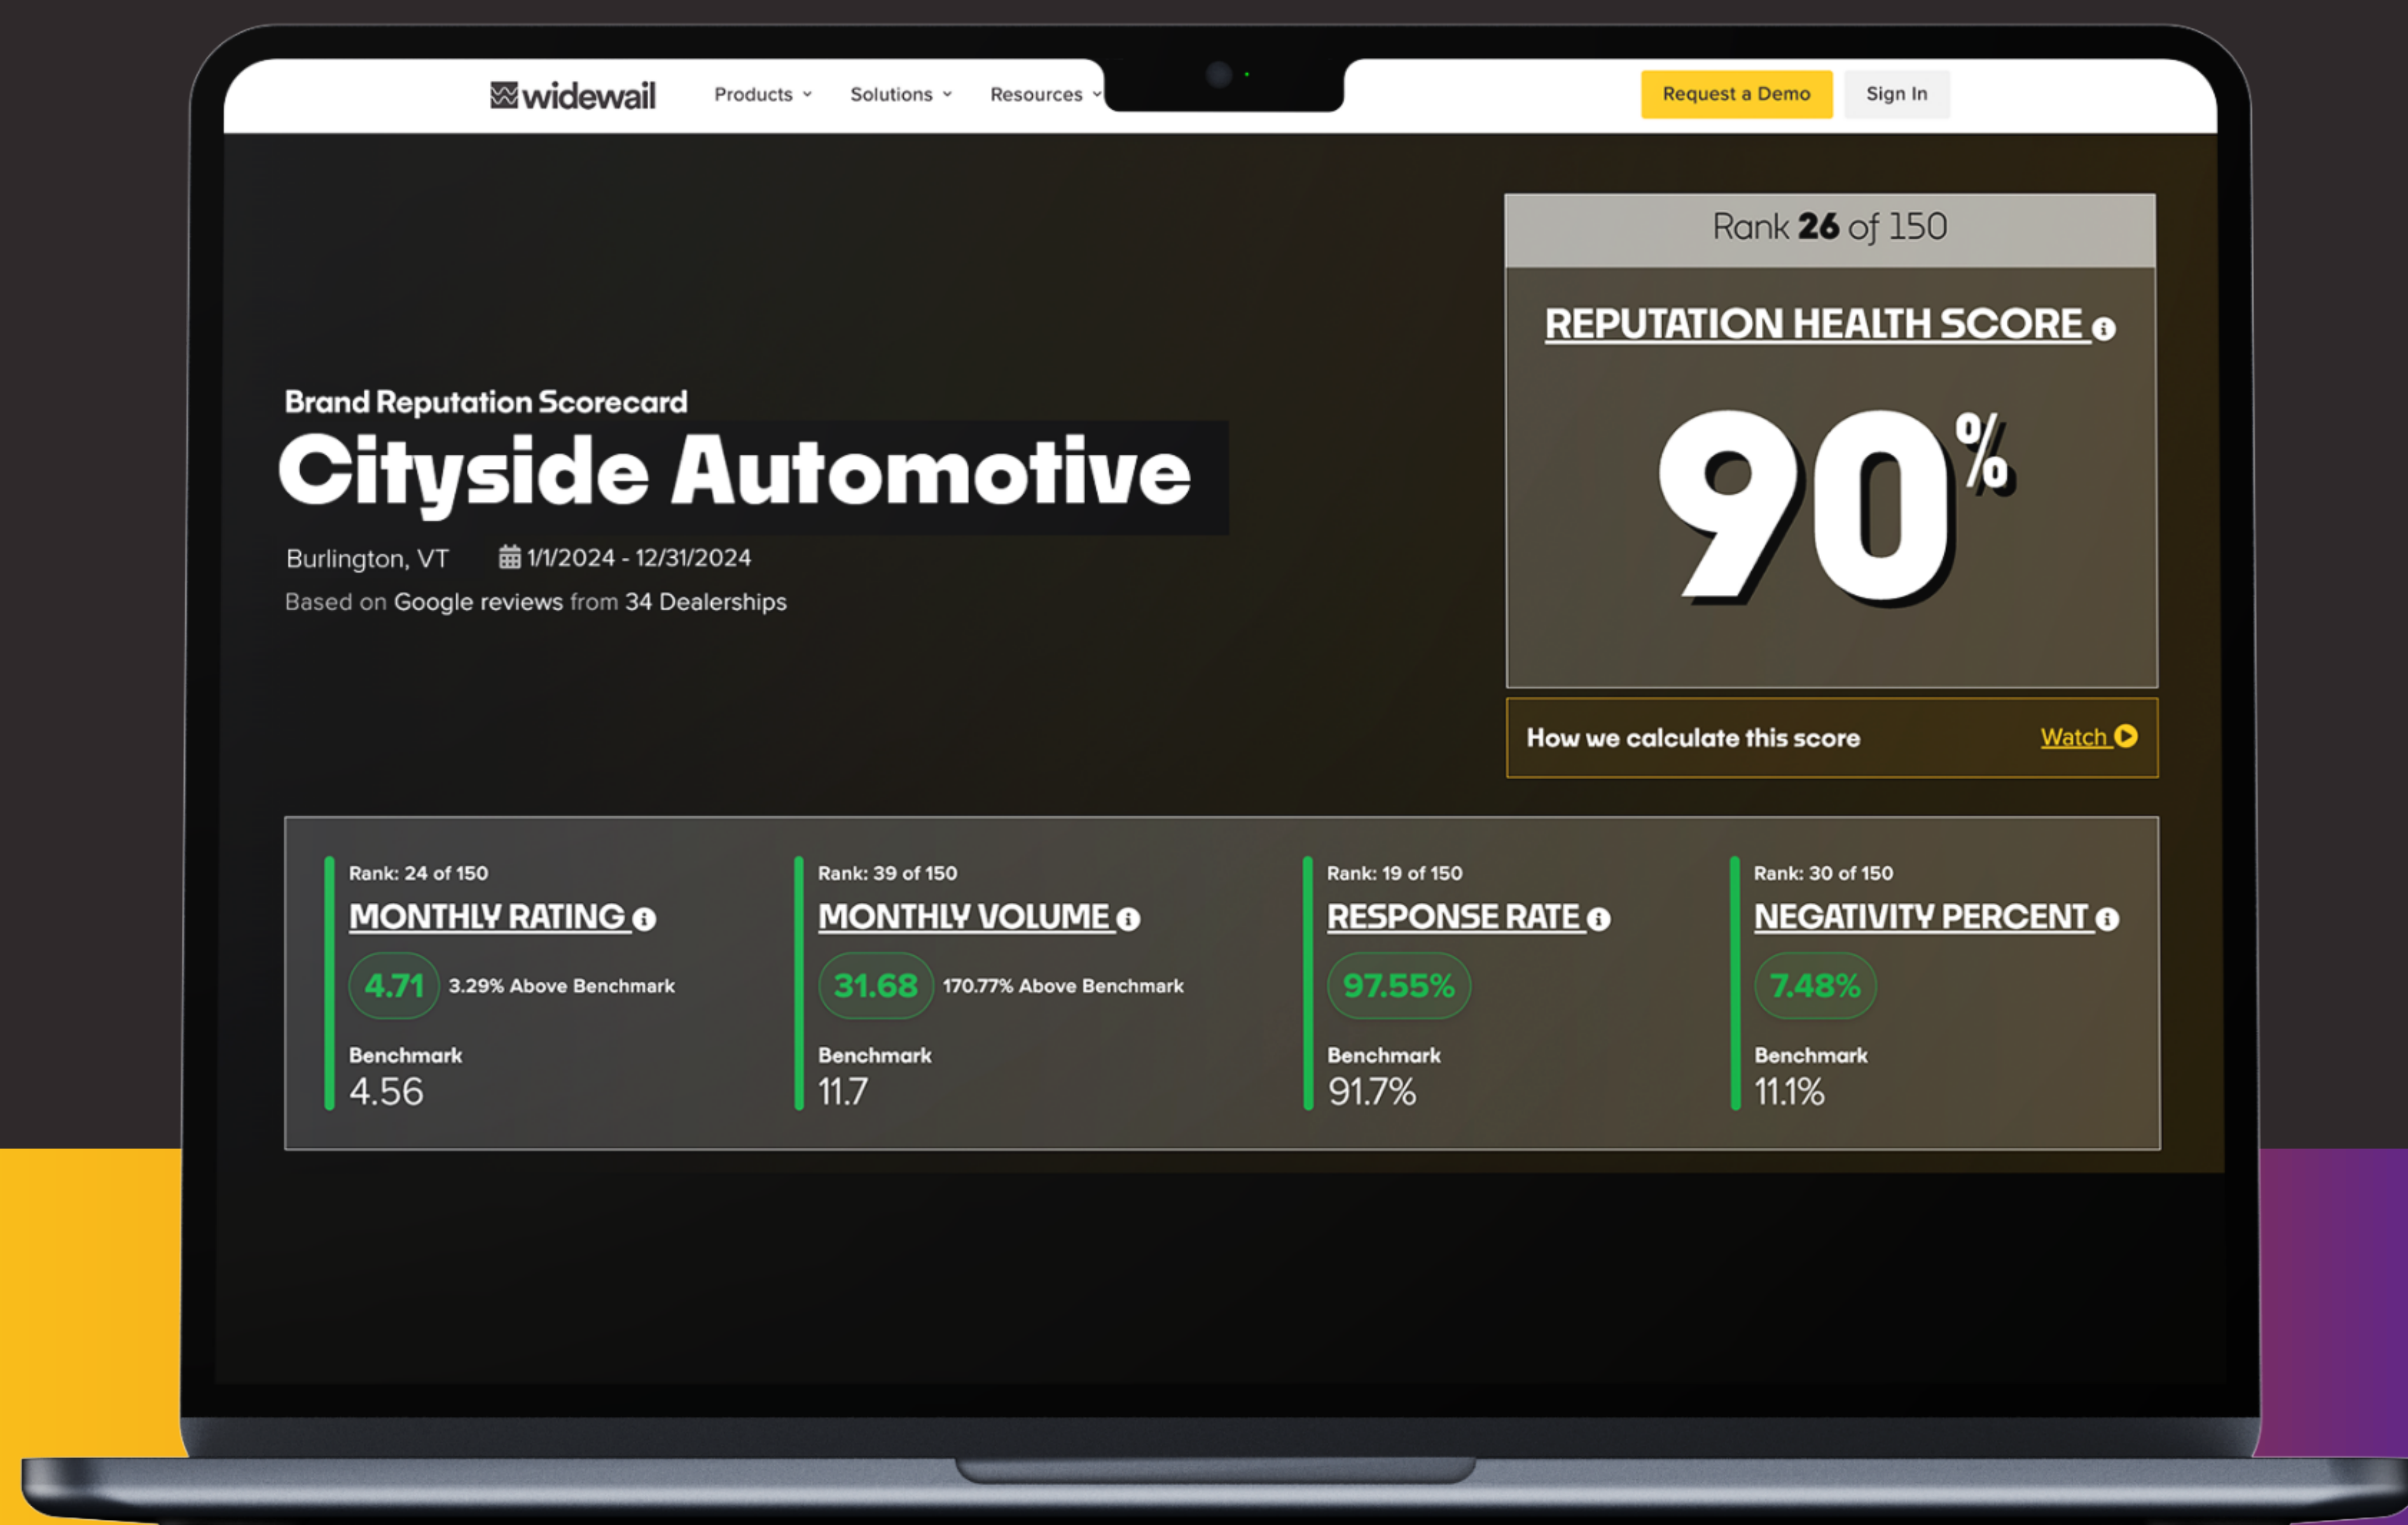 widewail Products Solutions Resources Request a Demo Sign In
Rank 26 of 150
REPUTATION HEALTH SCORE
90%
Brand Reputation Scorecard
Cityside Automotive
Burlington, VT 1/1/2024 - 12/31/2024
Based on Google reviews from 34 Dealerships
How we calculate this score Watch
Rank: 24 of 150
MONTHLY RATING
4.71 3.29% Above Benchmark
Benchmark
4.56
Rank: 39 of 150
MONTHLY VOLUME
31.68 170.77% Above Benchmark
Benchmark
11.7
Rank: 19 of 150
RESPONSE RATE
97.55%
Benchmark
91.7%
Rank: 30 of 150
NEGATIVITY PERCENT
7.48%
Benchmark
11.1%